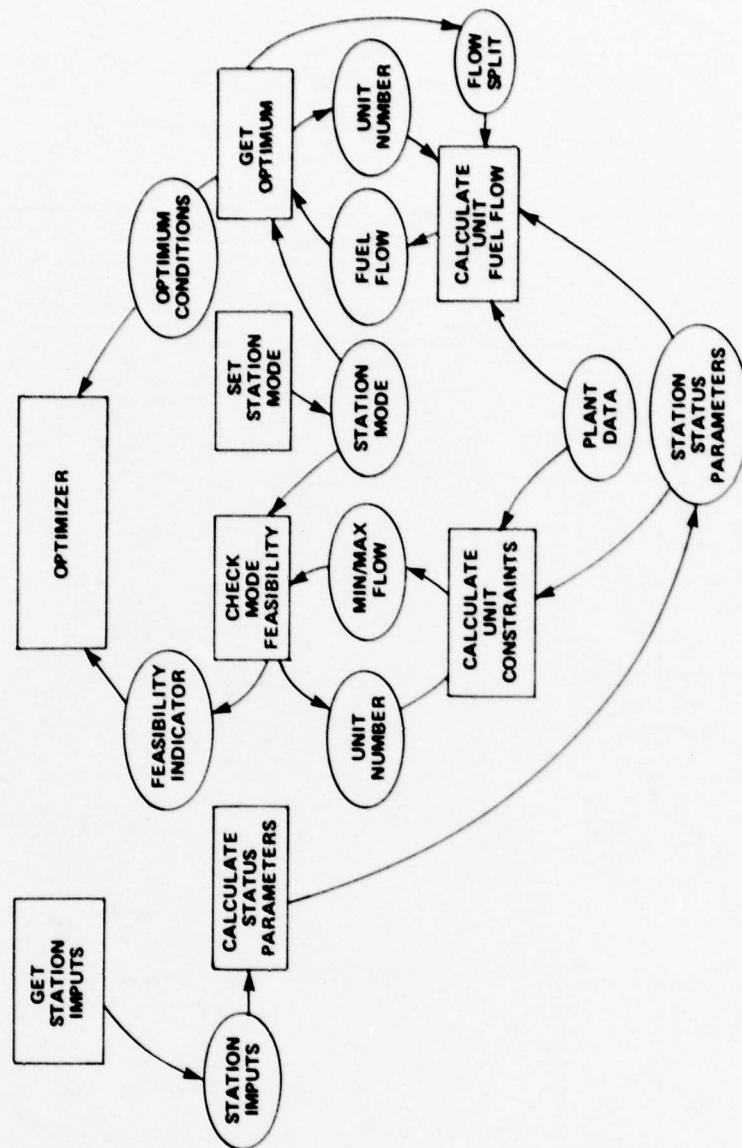 OPTIMIZER
GET
STATION
IMPUTS
FEASIBILITY
INDICATOR
OPTIMUM
CONDITIONS
STATION
IMPUTS
CALCULATE
STATUS
PARAMETERS
CHECK
MODE
FEASIBILITY
SET
STATION
MODE
GET
OPTIMUM
UNIT
NUMBER
MIN/MAX
FLOW
STATION
MODE
FUEL
FLOW
UNIT
NUMBER
FLOW
SPLIT
CALCULATE
UNIT
CONSTRAINTS
PLANT
DATA
CALCULATE
UNIT
FUEL FLOW
STATION
STATUS
PARAMETERS